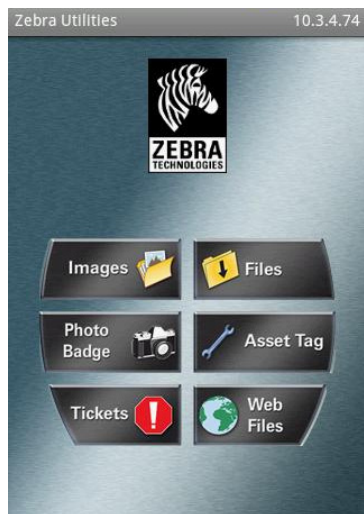 Zebra Utilities 10.3.4.74
ZEBRA
TECHNOLOGIES
Images
Files
Photo
Badge
Asset Tag
Tickets
Web
Files